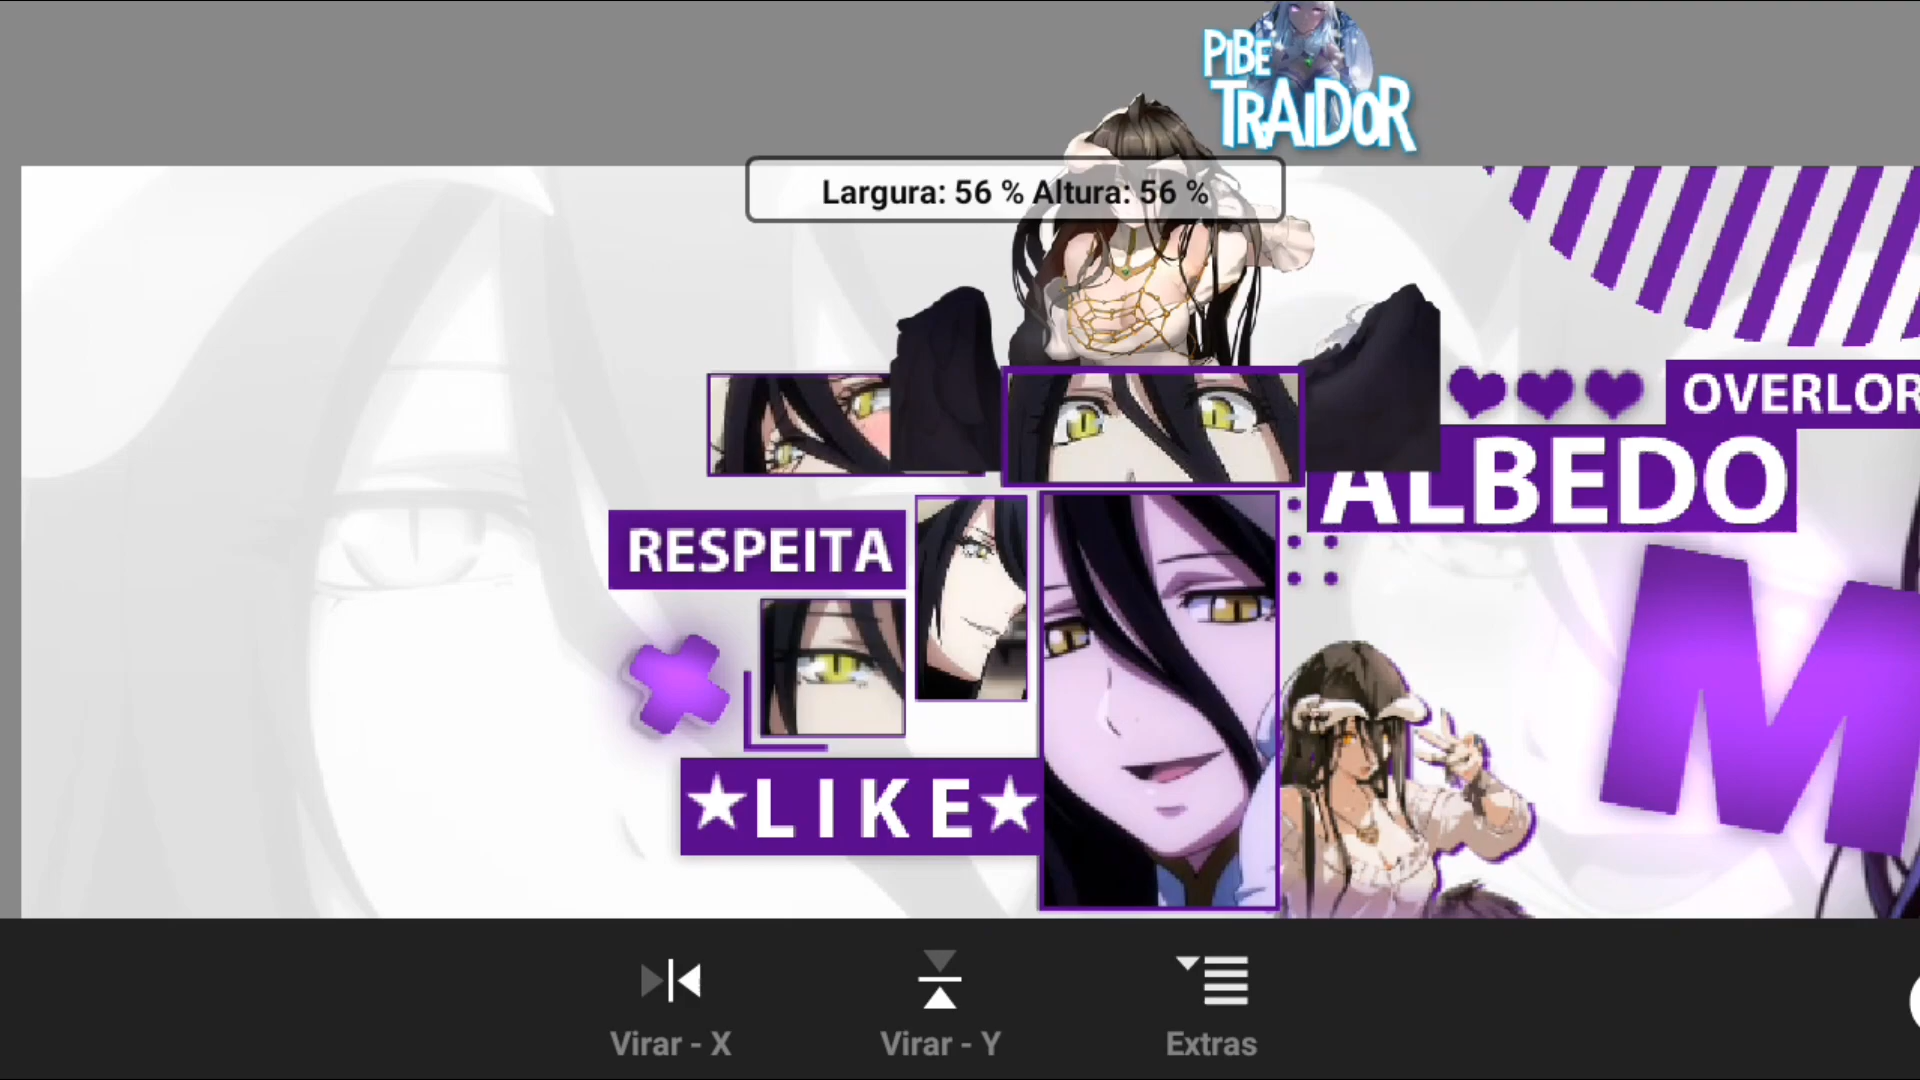 PIBE
TRAIDOR
Largura: 56 % Altura: 56 %
OVERLOR
ALBEDO
RESPEITA
M
★LIKE★
Virar - X
Virar - Y
Extras